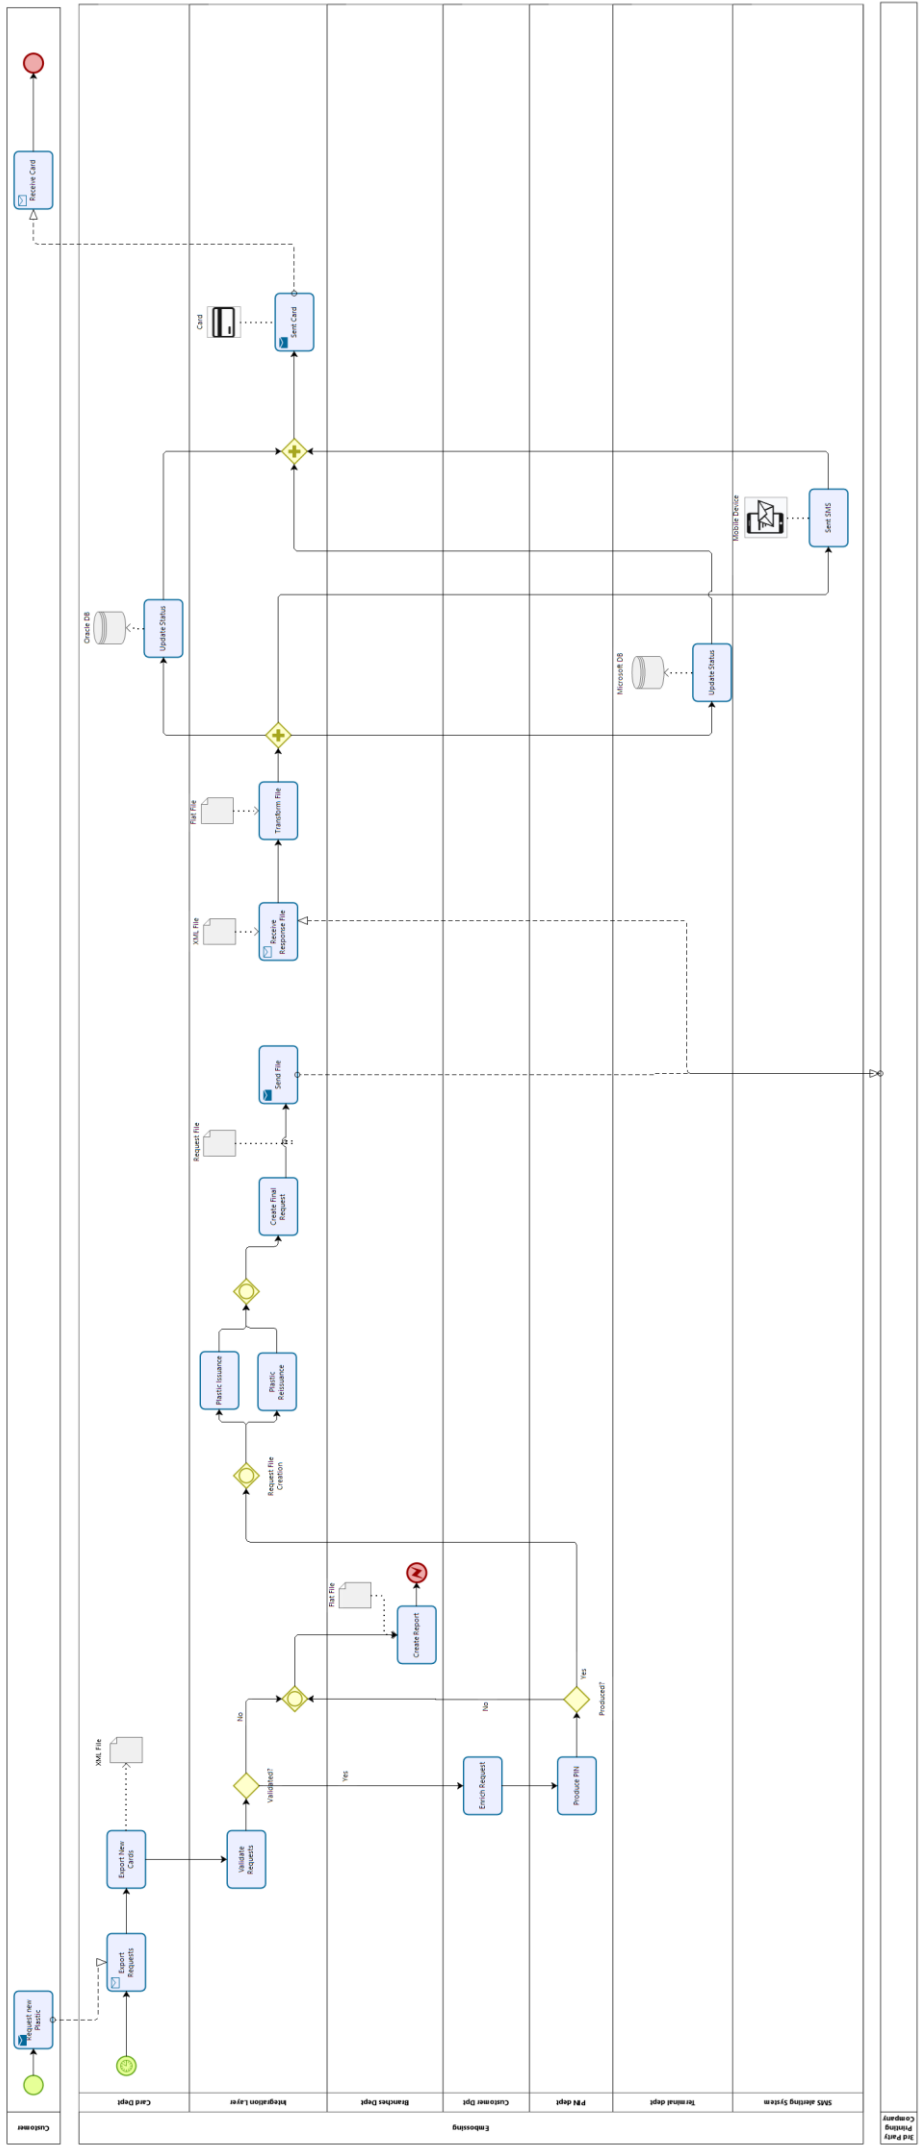 Customer
Request new
Plastic
Receive Card
Embossing
Card Dept
Export
Requests
Export New
Cards
XML File
Update Status
Oracle DB
Integration Layer
Validate
Requests
Validated?
No
Yes
Request File
Creation
Plastic Issuance
Plastic
Reissuance
Create Final
Request
Request File
Send File
Receive
Response File
XML File
Transform File
Flat File
Sent Card
Card
Branches Dept
Create Report
Flat File
Customer Dpt
Enrich Request
No
PIN dept
Produce PIN
Produced?
Yes
Terminal dept
Update Status
Microsoft DB
SMS alerting System
Sent SMS
Mobile Device
3rd Party
Printing
Company